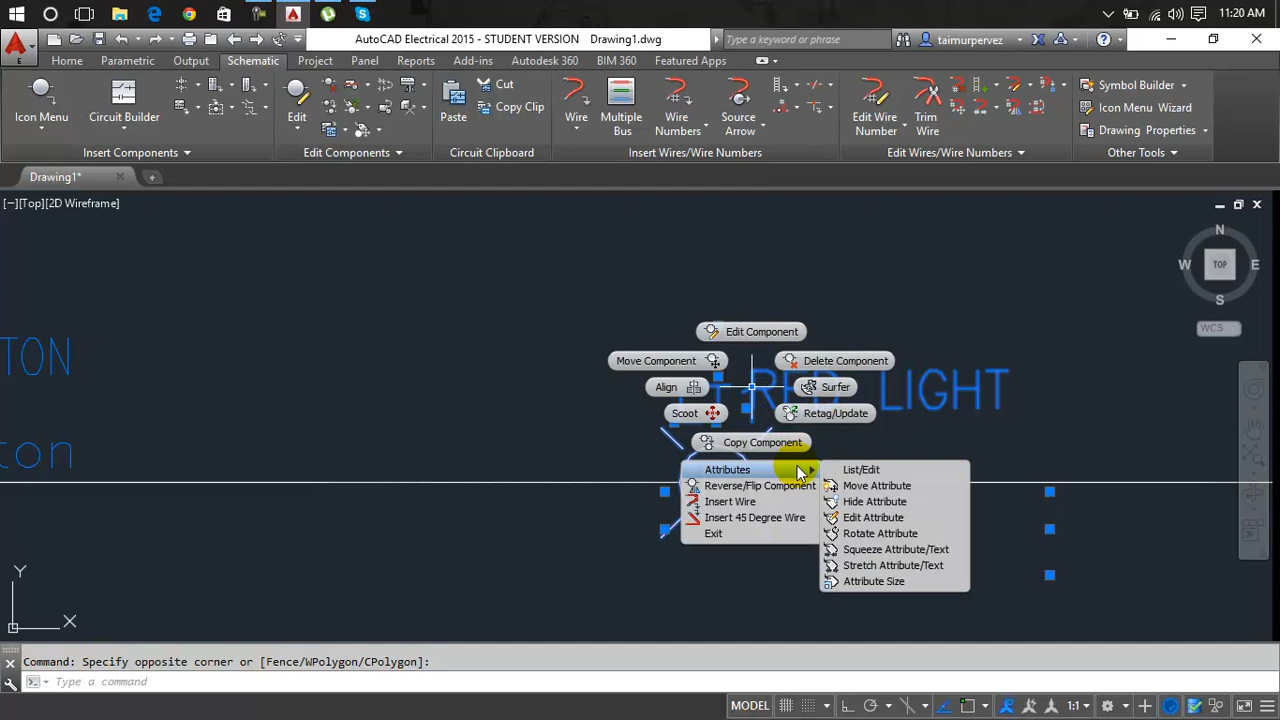 11:20 AM
E
AutoCAD Electrical 2015 - STUDENT VERSION Drawing1.dwg
Type a keyword or phrase
taimurpervez
Home Parametric Output Schematic Project Panel Reports Add-ins Autodesk 360 BIM 360 Featured Apps
Icon Menu
Circuit Builder
Edit
Paste
Cut
Copy Clip
Wire
Multiple Bus
Wire Numbers
Source Arrow
Edit Wire Number
Trim Wire
Symbol Builder
Icon Menu Wizard
Drawing Properties
Insert Components Edit Components Circuit Clipboard Insert Wires/Wire Numbers Edit Wires/Wire Numbers Other Tools
Drawing1*
[−][Top][2D Wireframe]
N
W TOP E
S
WCS
TON
ton
RED LIGHT
Edit Component
Move Component
Delete Component
Align
Surfer
Scoot
Retag/Update
Copy Component
Attributes
Reverse/Flip Component
Insert Wire
Insert 45 Degree Wire
Exit
List/Edit
Move Attribute
Hide Attribute
Edit Attribute
Rotate Attribute
Squeeze Attribute/Text
Stretch Attribute/Text
Attribute Size
Y
X
Command: Specify opposite corner or [Fence/WPolygon/CPolygon]:
Type a command
MODEL
1:1